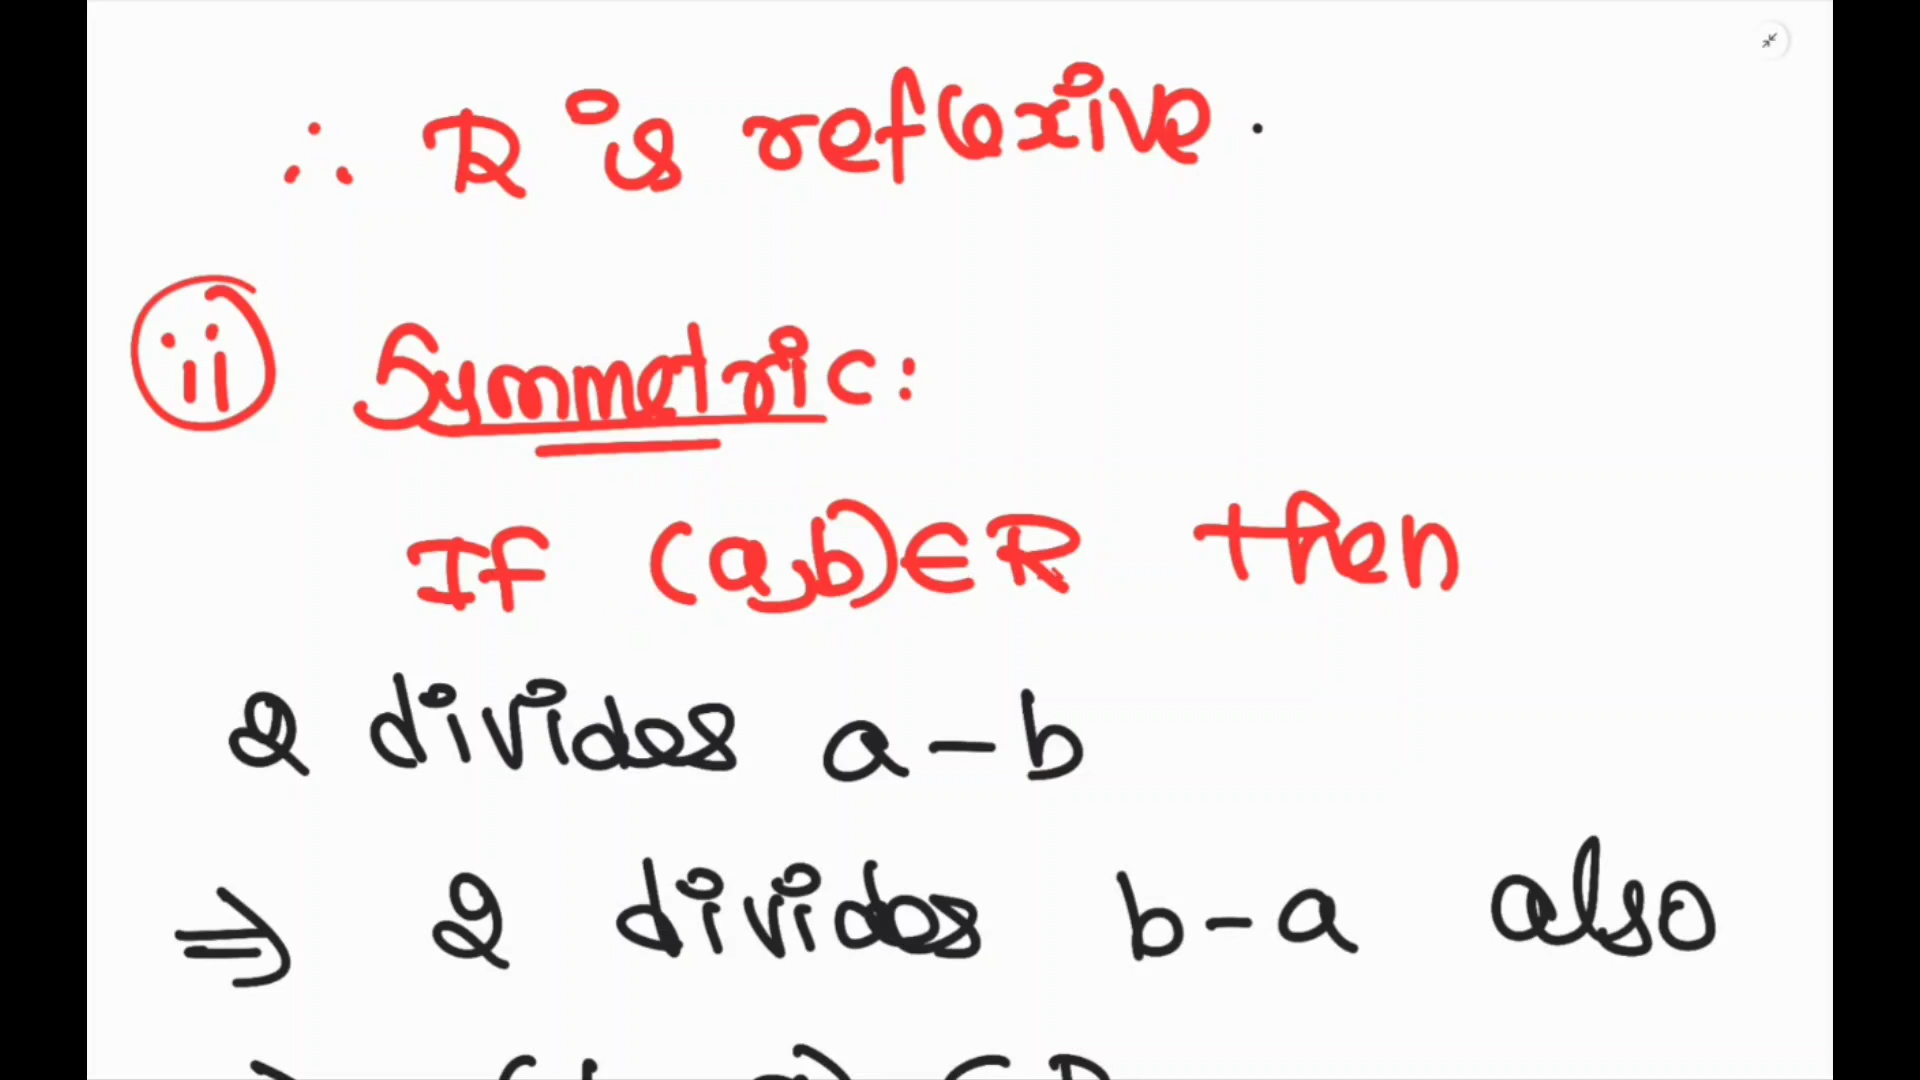 ∴ R is reflexive.
ii Symmetric:
If (a,b)∈R then
2 divides a-b
⇒ 2 divides b-a also